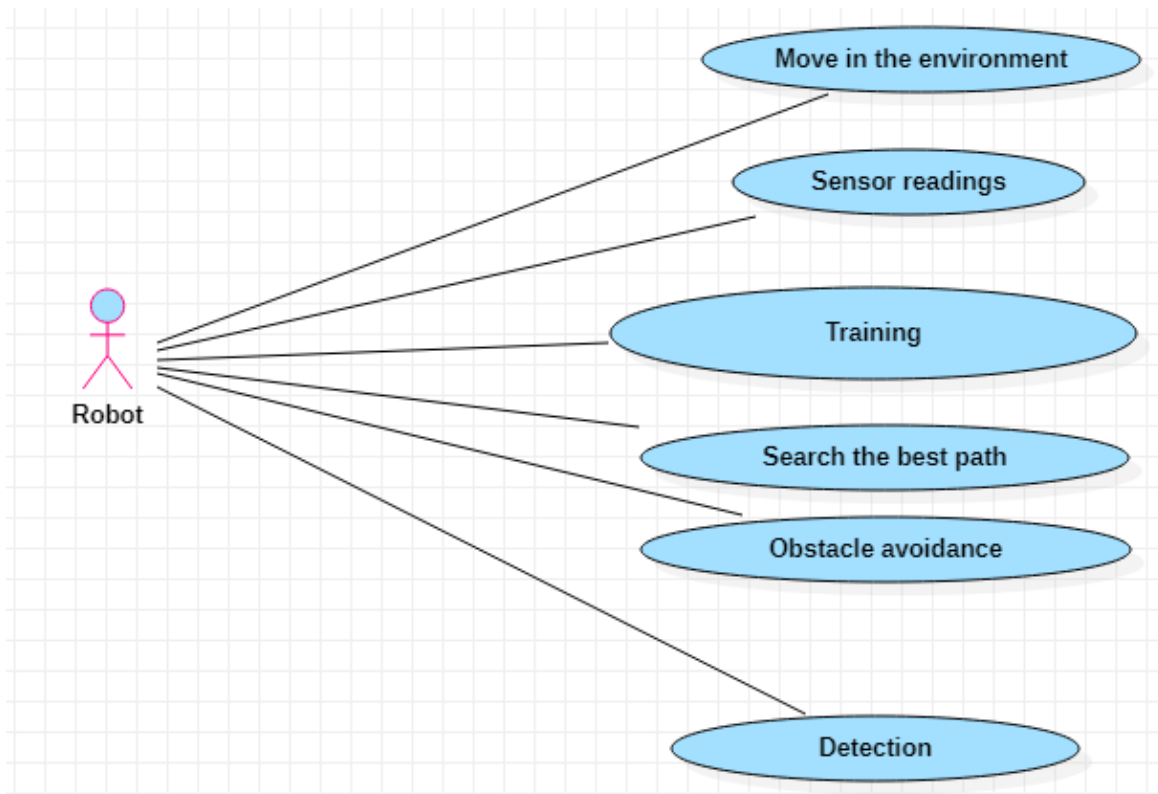 Move in the environment
Sensor readings
Training
Robot
Search the best path
Obstacle avoidance
Detection